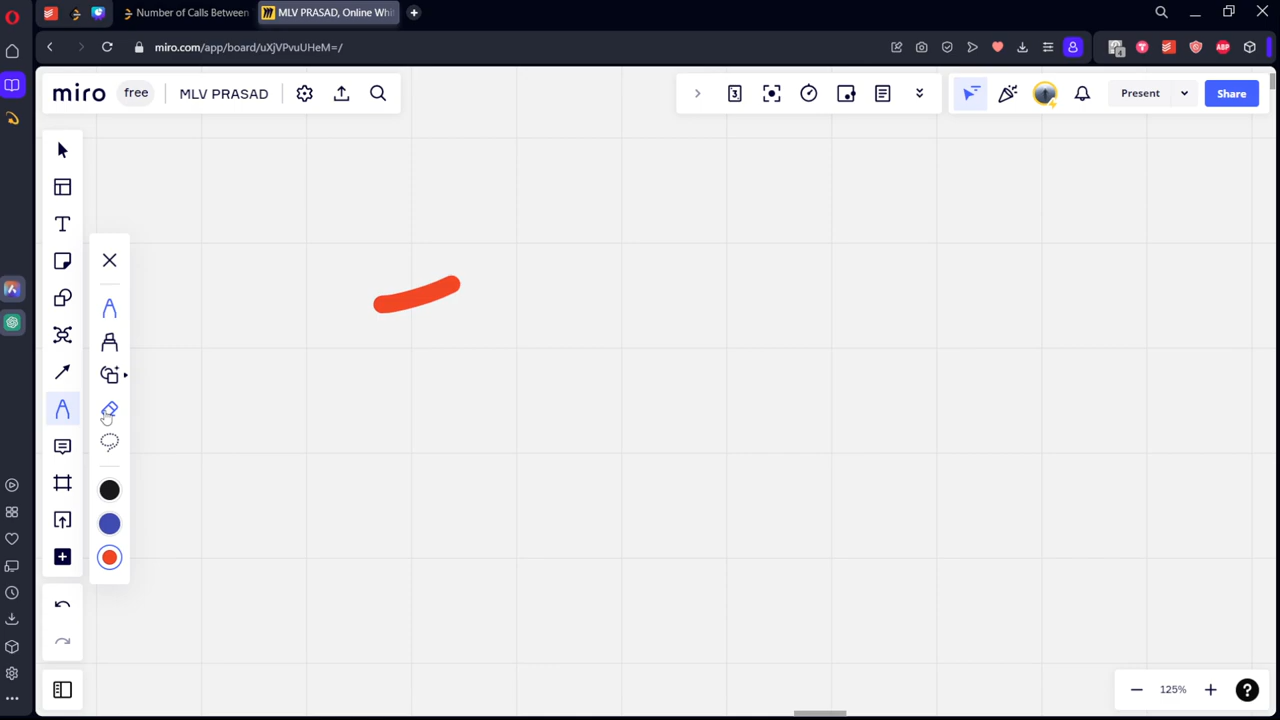 Number of Calls Between
MLV PRASAD, Online Whi
miro.com/app/board/uXjVPvuUHeM=/
ABP
miro
free
MLV PRASAD
3
Present
Share
T
125%
?